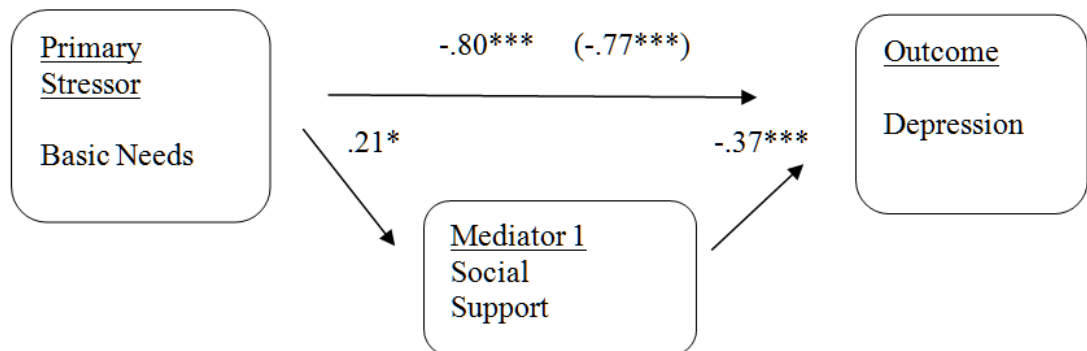 Primary
Stressor
Basic Needs
-.80*** (-.77***)
Outcome
Depression
.21*
-.37***
Mediator 1
Social
Support